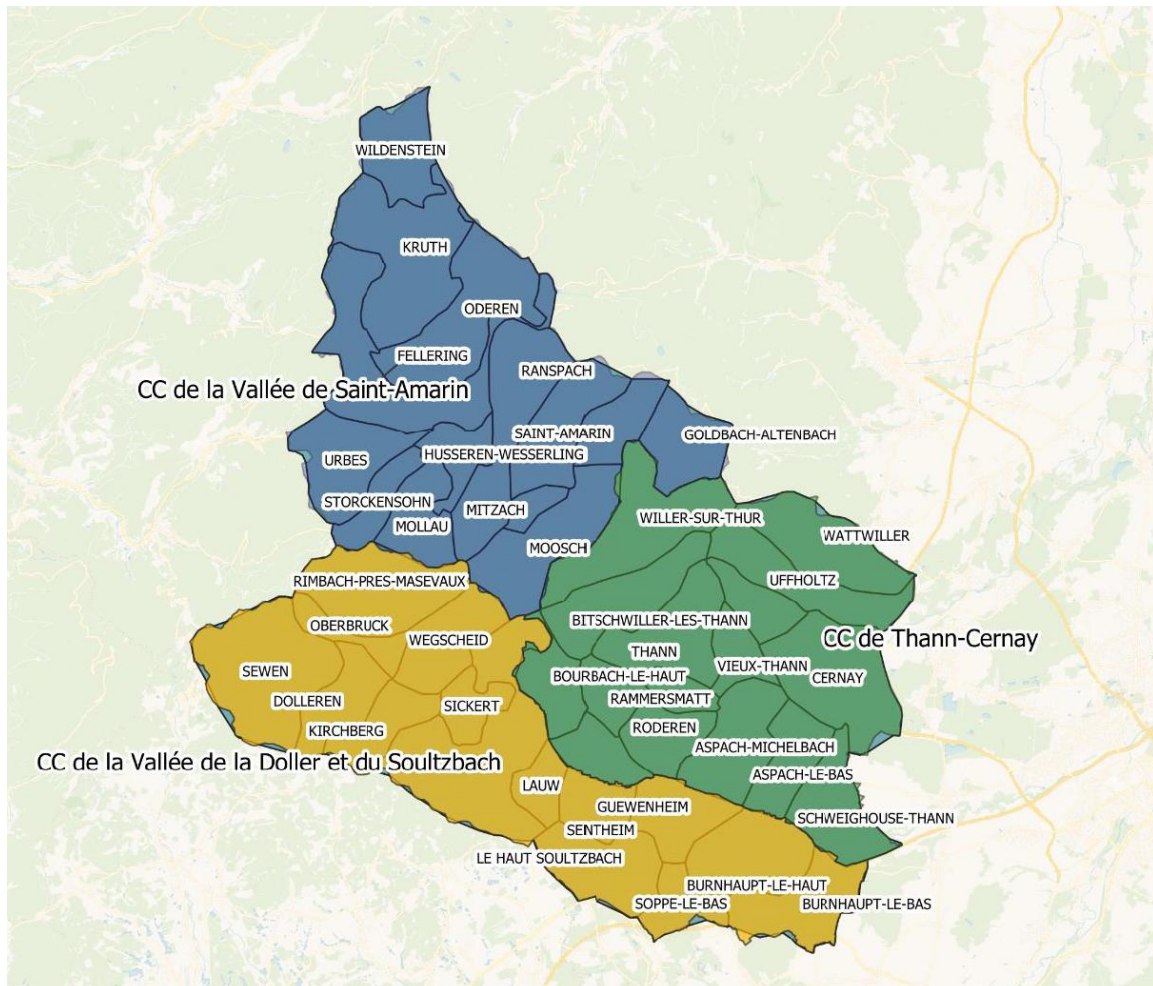 WILDENSTEIN
KRUTH
ODEREN
FELLERING
RANSPACH
CC de la Vallée de Saint-Amarin
SAINT-AMARIN
GOLDBACH-ALTENBACH
HUSSEREN-WESSERLING
URBES
STORCKENSOHN
MITZACH
MOLLAU
WILLER-SUR-THUR
WATTWILLER
MOOSCH
RIMBACH-PRES-MASEVAUX
UFFHOLTZ
OBERBRUCK
BITSCHWILLER-LES-THANN
WEGSCHEID
CC de Thann-Cernay
THANN
VIEUX-THANN
SEWEN
BOURBACH-LE-HAUT
CERNAY
DOLLEREN
RAMMERSMATT
SICKERT
KIRCHBERG
RODEREN
ASPACH-MICHELBACH
CC de la Vallée de la Doller et du Soultzbach
ASPACH-LE-BAS
LAUW
GUEWENHEIM
SCHWEIGHOUSE-THANN
SENTHEIM
LE HAUT SOULTZBACH
BURNHAUPT-LE-HAUT
SOPPE-LE-BAS
BURNHAUPT-LE-BAS